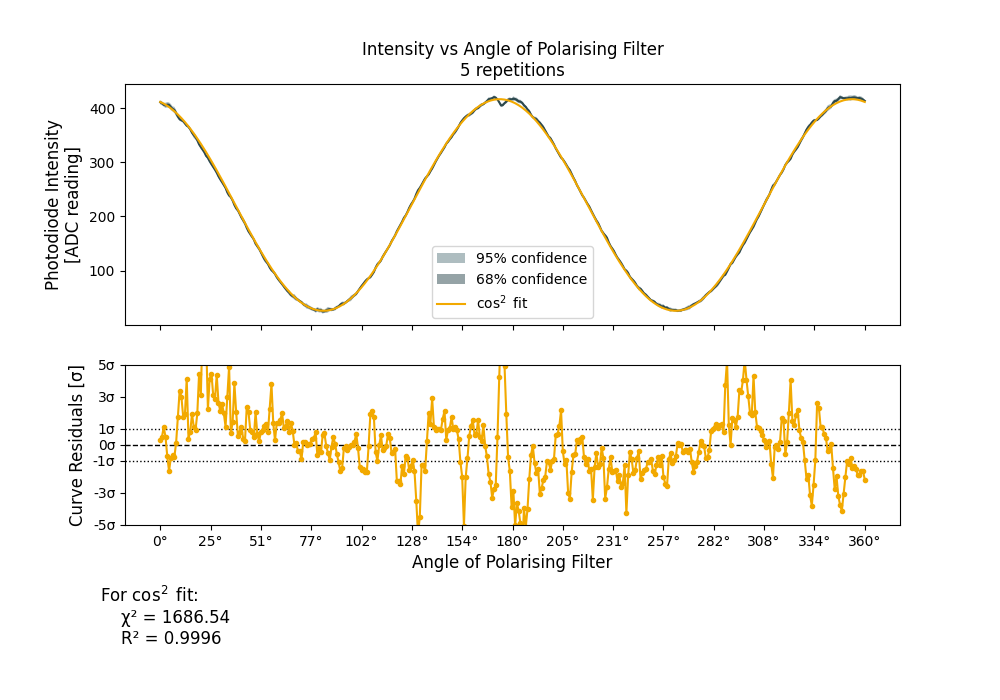 Intensity vs Angle of Polarising Filter
5 repetitions
Photodiode Intensity
[ADC reading]
400
300
200
100
95% confidence
68% confidence
cos² fit
Curve Residuals [σ]
5σ
3σ
1σ
0σ
-1σ
-3σ
-5σ
0° 25° 51° 77° 102° 128° 154° 180° 205° 231° 257° 282° 308° 334° 360°
Angle of Polarising Filter
For cos² fit:
χ² = 1686.54
R² = 0.9996